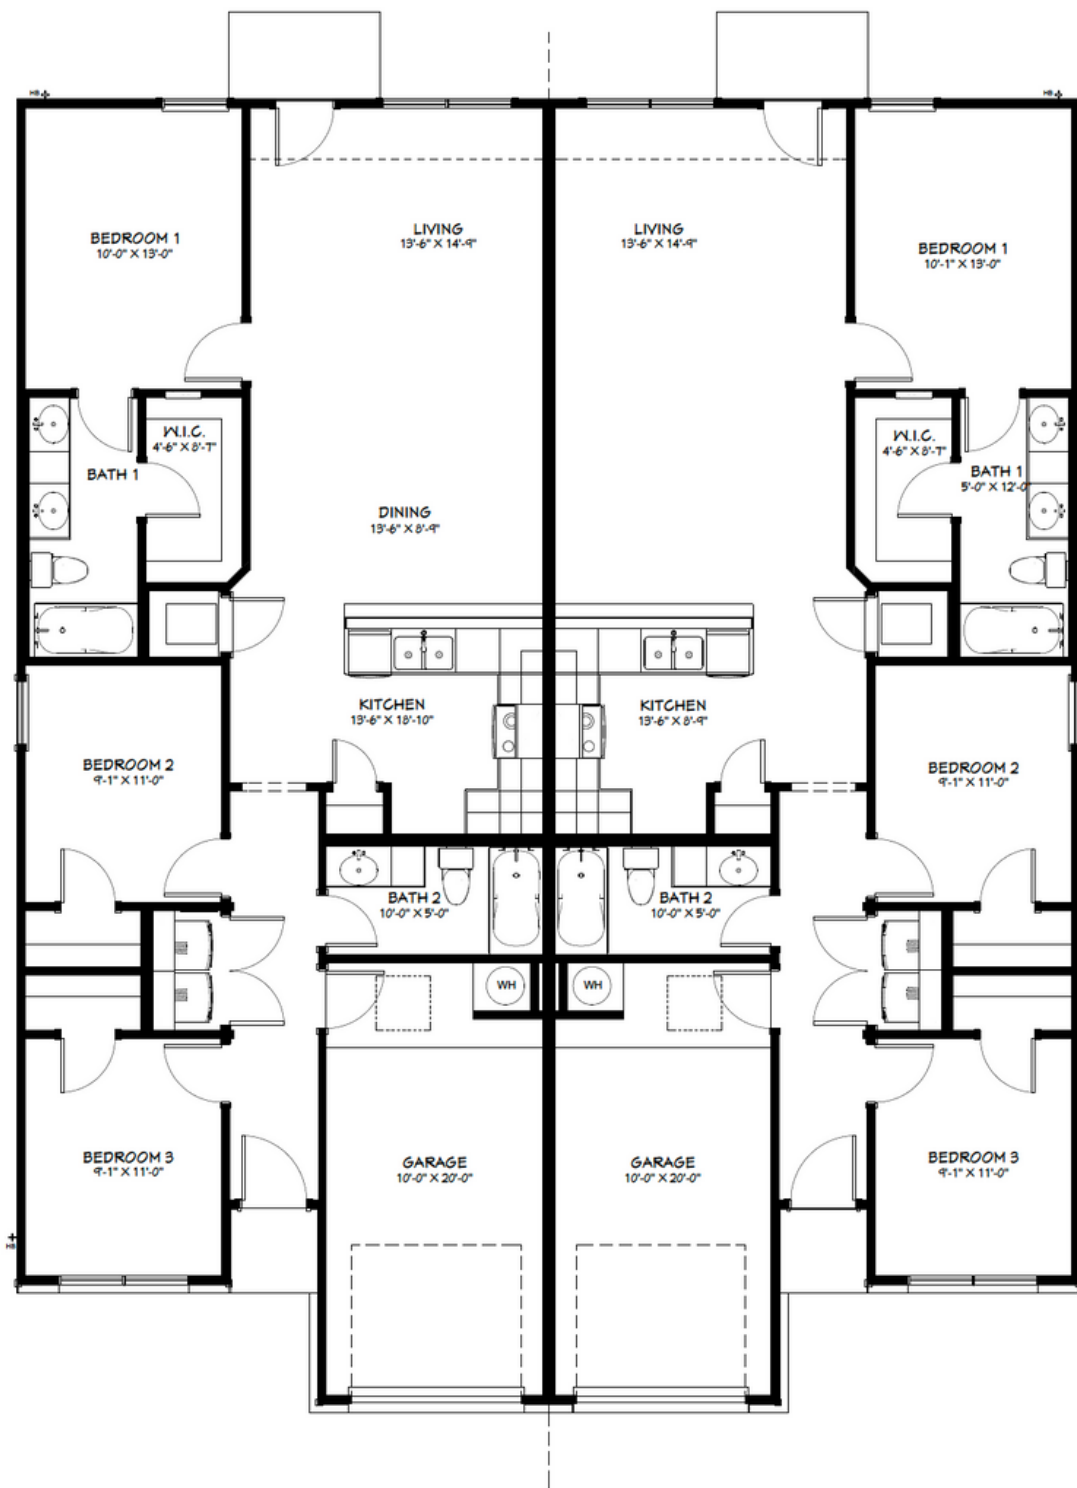 HB
HB
LIVING
13'-6" X 14'-9"
LIVING
13'-6" X 14'-9"
BEDROOM 1
10'-0" X 13'-0"
BEDROOM 1
10'-1" X 13'-0"
W.I.C.
4'-6" X 8'-7"
W.I.C.
4'-6" X 8'-7"
BATH 1
BATH 1
5'-0" X 12'-0"
DINING
13'-6" X 8'-9"
KITCHEN
13'-6" X 18'-10"
KITCHEN
13'-6" X 8'-9"
BEDROOM 2
9'-1" X 11'-0"
BEDROOM 2
9'-1" X 11'-0"
BATH 2
10'-0" X 5'-0"
BATH 2
10'-0" X 5'-0"
WH
WH
BEDROOM 3
9'-1" X 11'-0"
GARAGE
10'-0" X 20'-0"
GARAGE
10'-0" X 20'-0"
BEDROOM 3
9'-1" X 11'-0"
HB